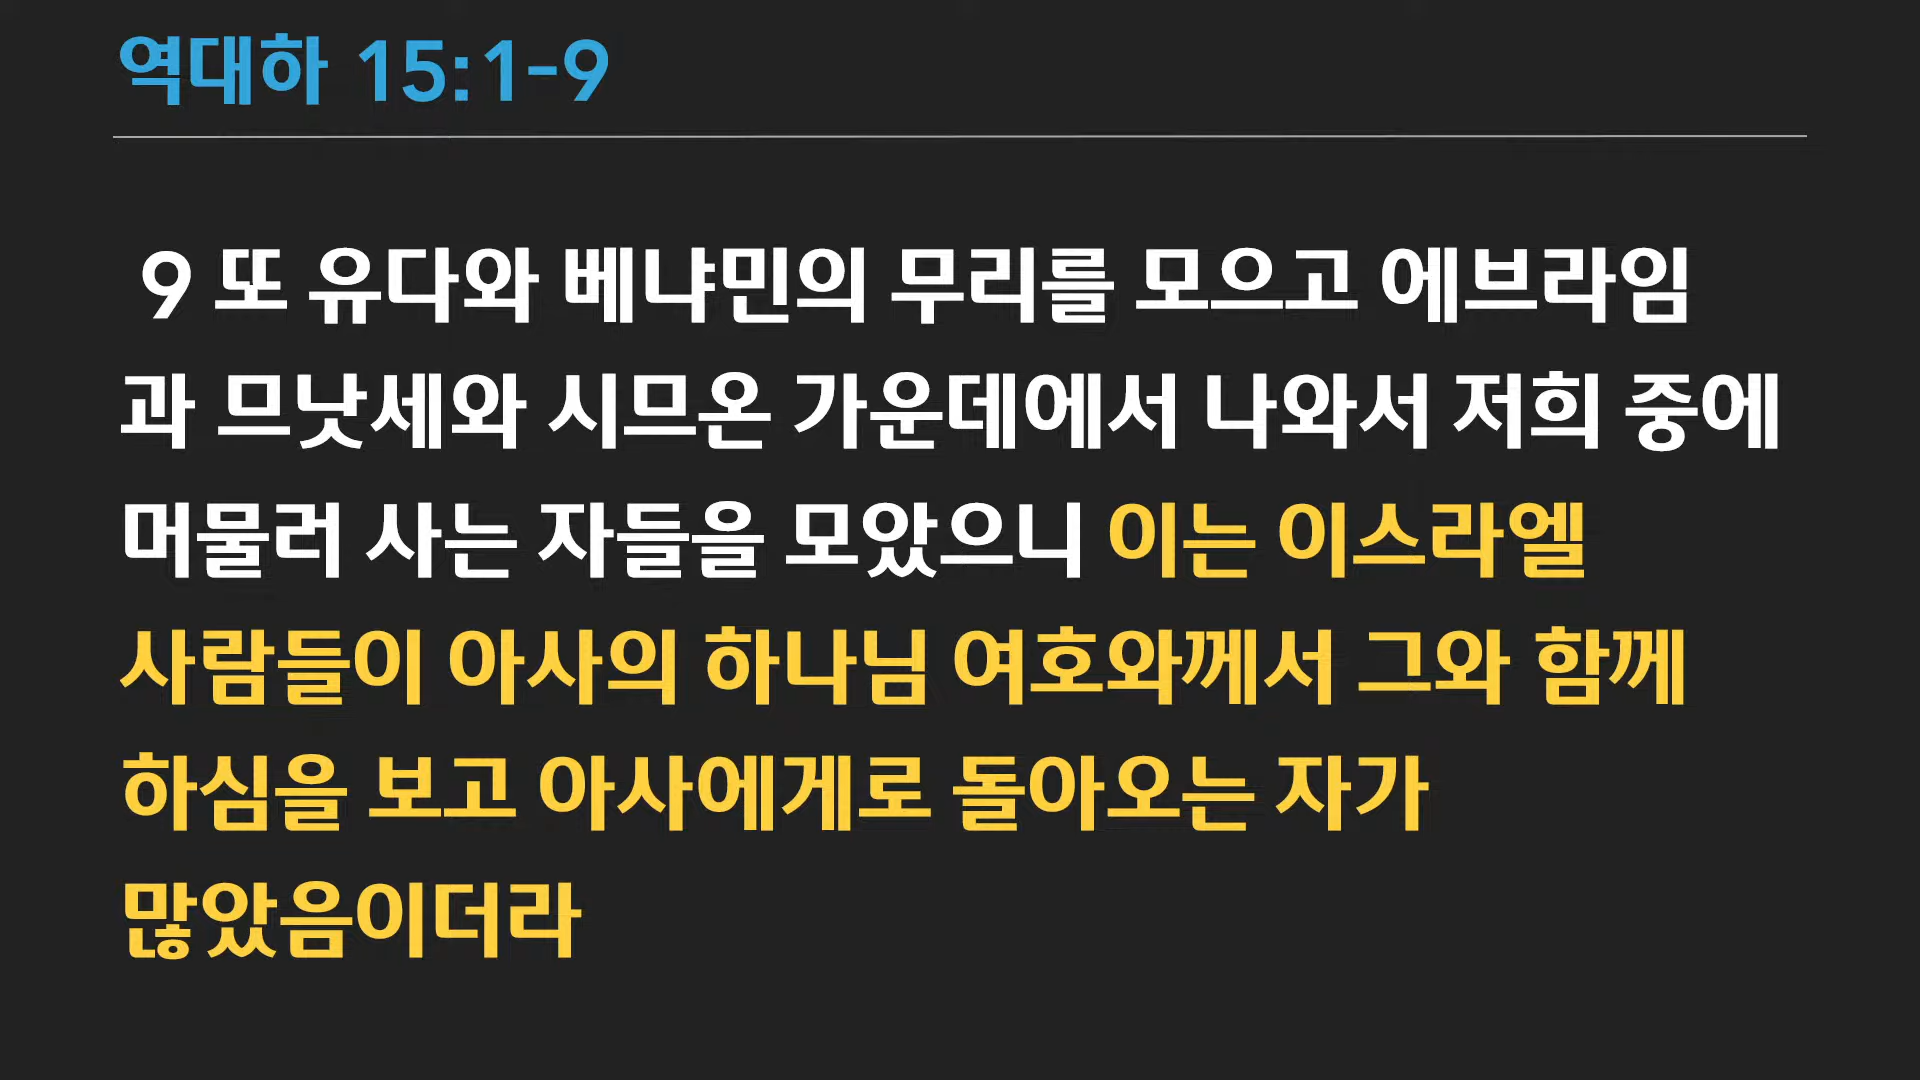 역대하 15:1-9
9 또 유다와 베냐민의 무리를 모으고 에브라임
과 므낫세와 시므온 가운데에서 나와서 저희 중에
머물러 사는 자들을 모았으니 이는 이스라엘
사람들이 아사의 하나님 여호와께서 그와 함께
하심을 보고 아사에게로 돌아오는 자가
많았음이더라